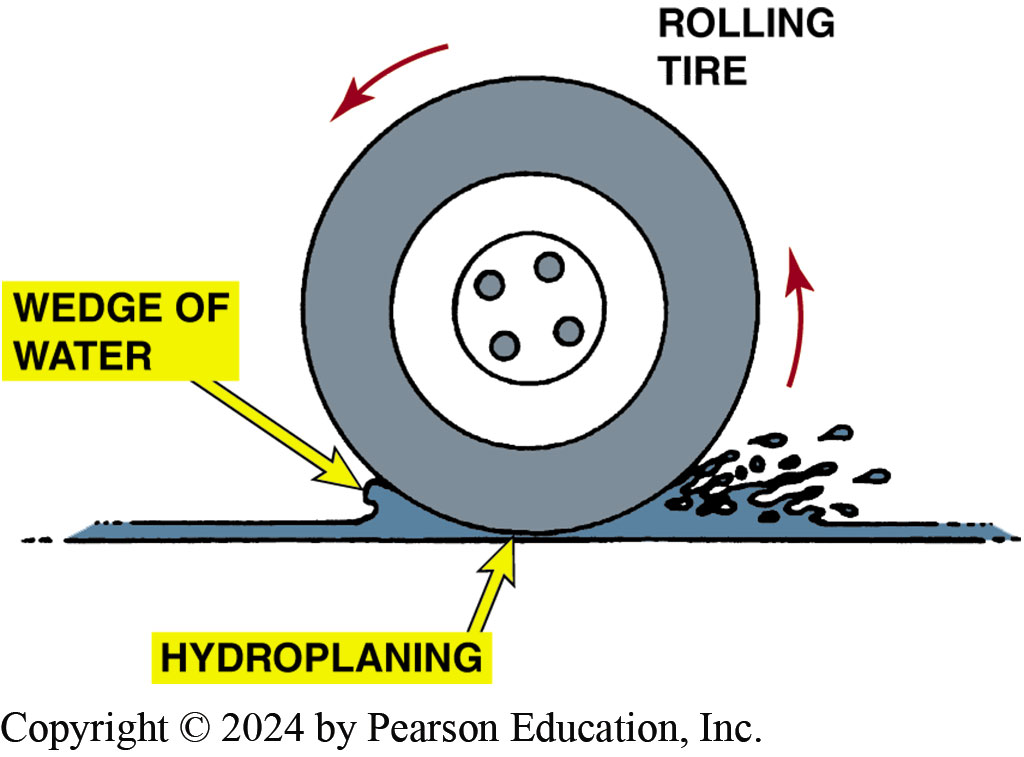 ROLLING
TIRE
WEDGE OF
WATER
HYDROPLANING
Copyright © 2024 by Pearson Education, Inc.